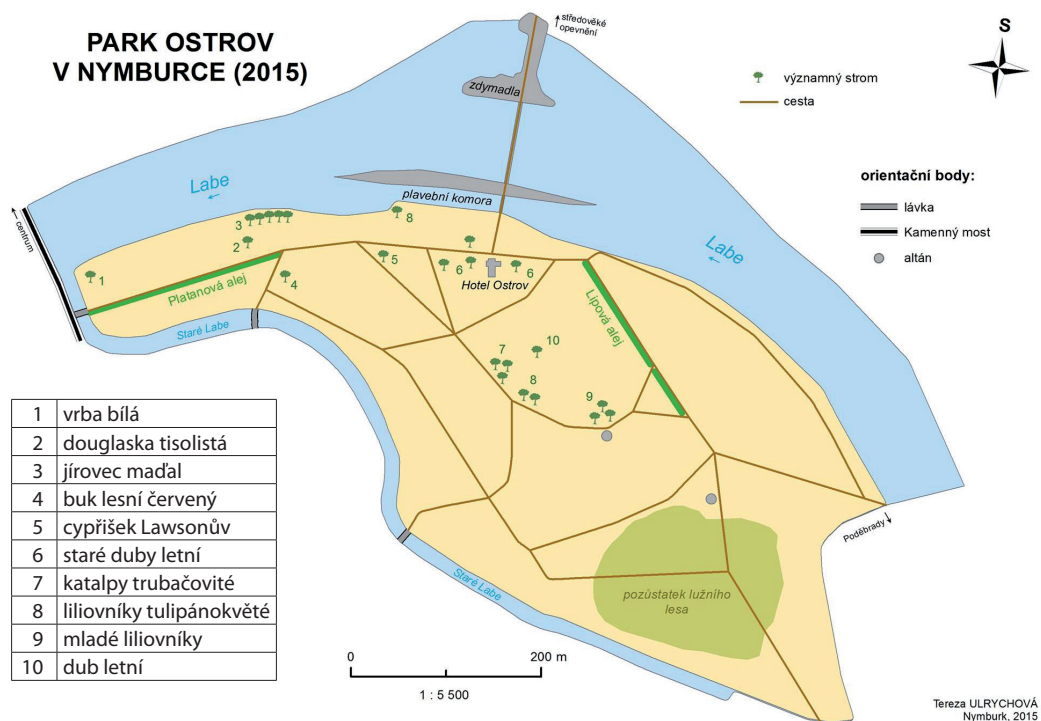 PARK OSTROV
V NYMBURCE (2015)
středověké
opevnění
S
významný strom
cesta
zdymadla
Labe
←
plavební komora
orientační body:
lávka
Kamenný most
altán
← centrum
3
8
2
1
5
6
6
Hotel Ostrov
4
Labe
←
Platanová alej
Lipová alej
Staré Labe
7
10
8
9
Poděbrady
Staré Labe
pozůstatek lužního
lesa
1 vrba bílá
2 douglaska tisolistá
3 jírovec maďal
4 buk lesní červený
5 cypřišek Lawsonův
6 staré duby letní
7 katalpy trubačovité
8 liliovníky tulipánokvěté
9 mladé liliovníky
10 dub letní
0 200 m
1 : 5 500
Tereza ULRYCHOVÁ
Nymburk, 2015